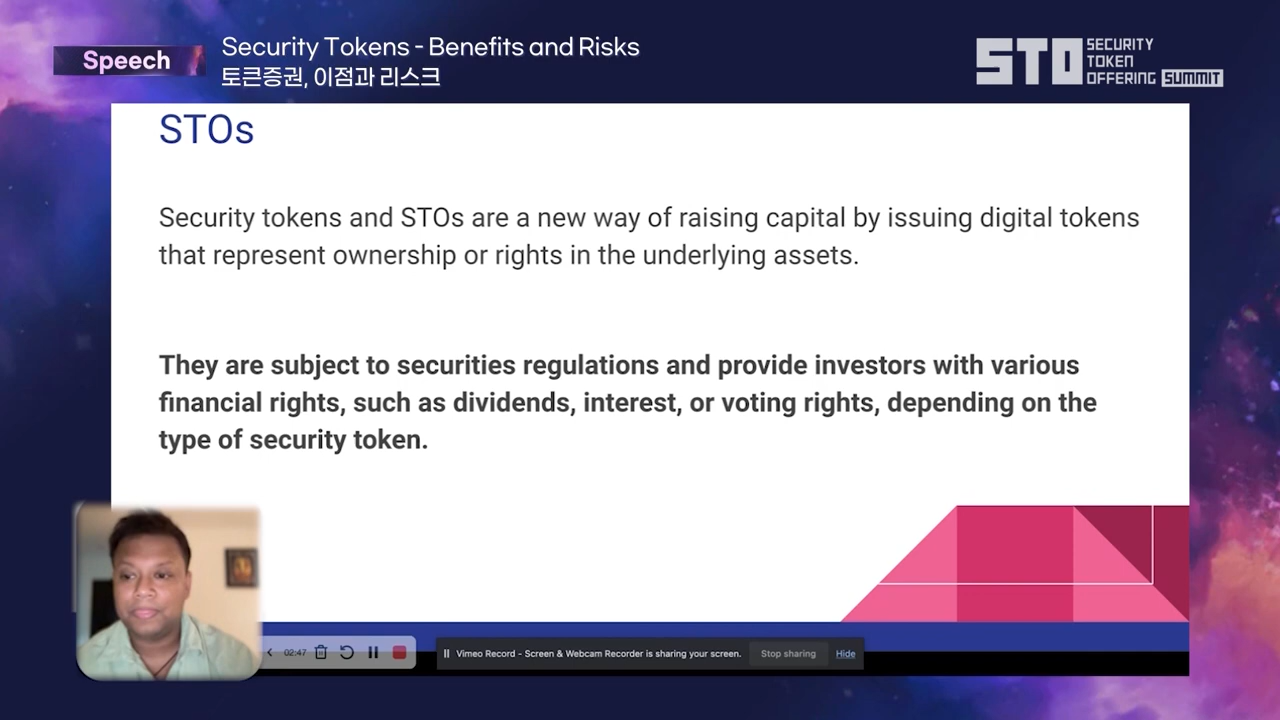 Speech
Security Tokens - Benefits and Risks
토큰증권, 이점과 리스크
STO SECURITY
TOKEN
OFFERING SUMMIT
STOs
Security tokens and STOs are a new way of raising capital by issuing digital tokens
that represent ownership or rights in the underlying assets.
They are subject to securities regulations and provide investors with various
financial rights, such as dividends, interest, or voting rights, depending on the
type of security token.
02:47
Vimeo Record - Screen & Webcam Recorder is sharing your screen. Stop sharing Hide